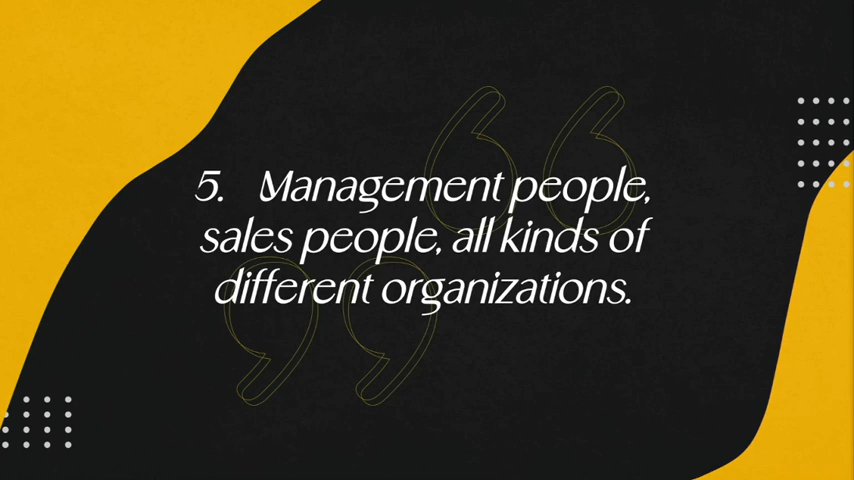 5. Management people,
sales people, all kinds of
different organizations.